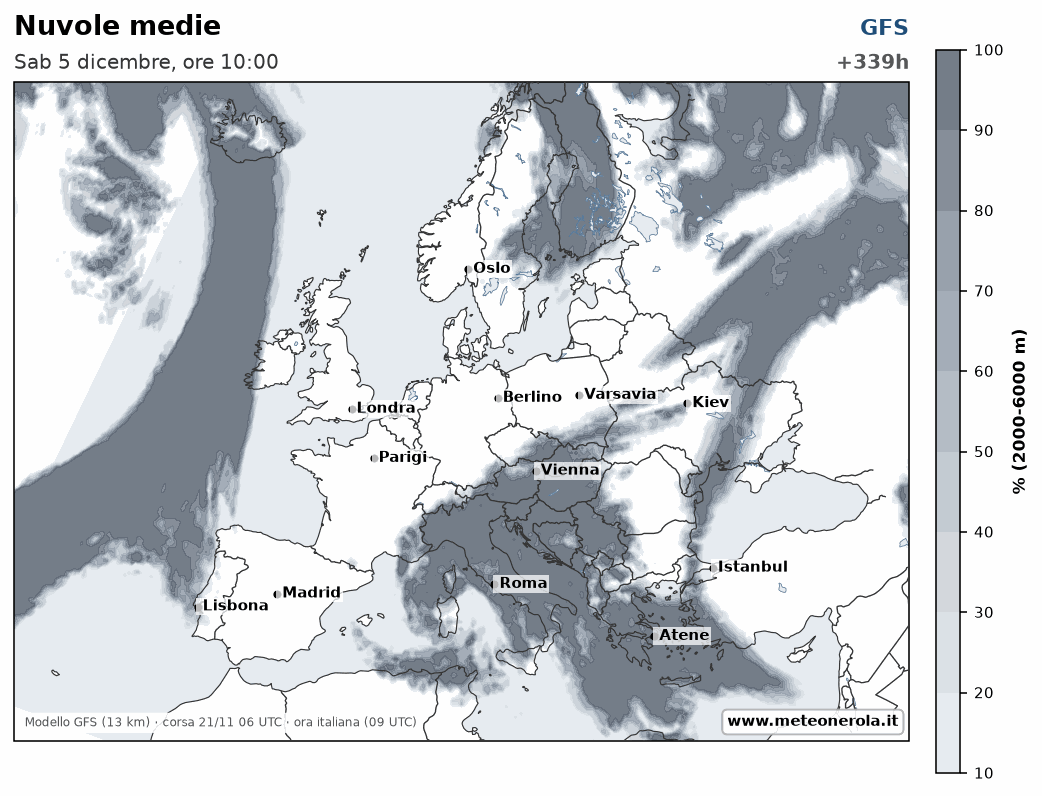 Nuvole medie
GFS
Sab 5 dicembre, ore 10:00
+339h
100
90
80
70
60
50
40
30
20
10
% (2000-6000 m)
Oslo
Londra
Berlino
Varsavia
Kiev
Parigi
Vienna
Istanbul
Madrid
Roma
Lisbona
Atene
Modello GFS (13 km) · corsa 21/11 06 UTC · ora italiana (09 UTC)
www.meteonerola.it